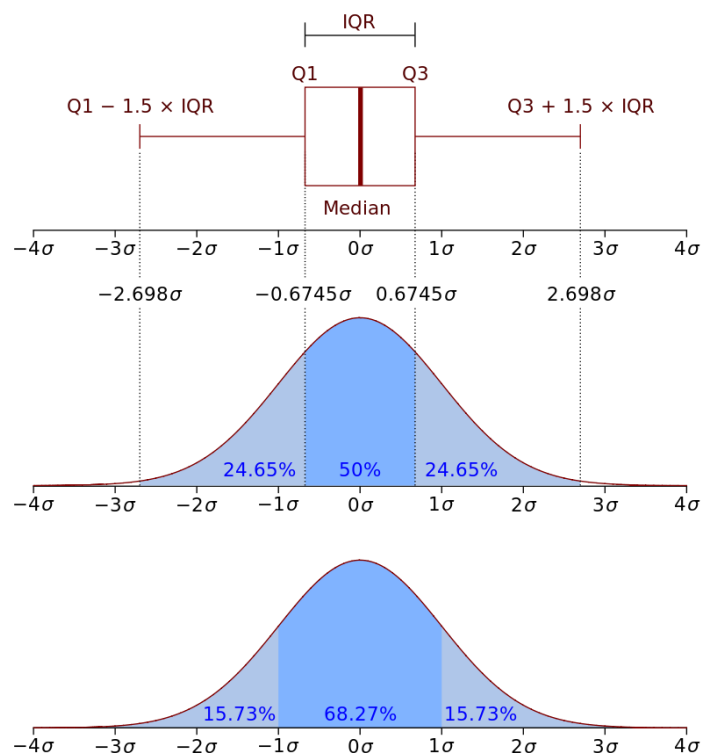 IQR
Q1 Q3
Q1 − 1.5 × IQR Q3 + 1.5 × IQR
Median
−4σ −3σ −2σ −1σ 0σ 1σ 2σ 3σ 4σ
−2.698σ −0.6745σ 0.6745σ 2.698σ
24.65% 50% 24.65%
−4σ −3σ −2σ −1σ 0σ 1σ 2σ 3σ 4σ
15.73% 68.27% 15.73%
−4σ −3σ −2σ −1σ 0σ 1σ 2σ 3σ 4σ